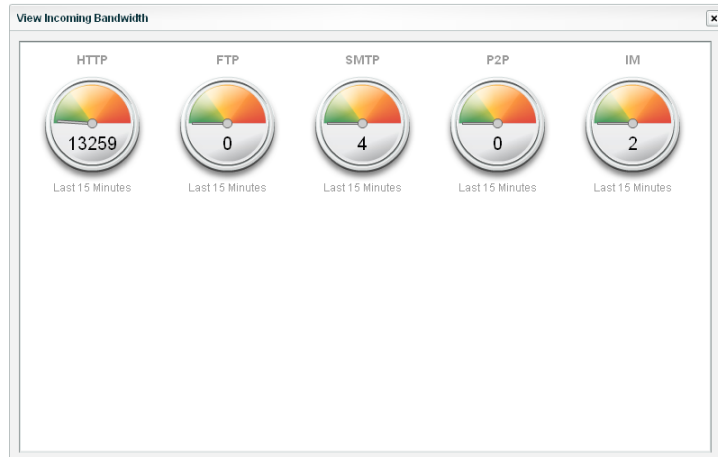 View Incoming Bandwidth
HTTP FTP SMTP P2P IM
13259 0 4 0 2
Last 15 Minutes Last 15 Minutes Last 15 Minutes Last 15 Minutes Last 15 Minutes